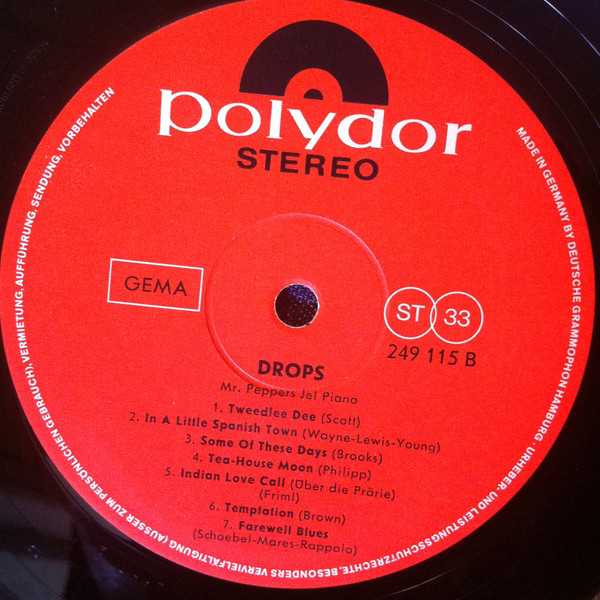 polydor
STEREO
GEMA
ST 33
249 115 B
DROPS
Mr. Peppers Jet Piano
1. Tweedlee Dee (Scott)
2. In A Little Spanish Town (Wayne-Lewis-Young)
3. Some Of These Days (Brooks)
4. Tea-House Moon (Philipp)
5. Indian Love Call (Über die Prärie)
(Friml)
6. Temptation (Brown)
7. Farewell Blues
(Schoebel-Mares-Rappola)
MADE IN GERMANY BY DEUTSCHE GRAMMOPHON HAMBURG. URHEBER- UND LEISTUNGSSCHUTZRECHTE, BESONDERS VERVIELFÄLTIGUNG (AUSSER ZUM PERSÖNLICHEN GEBRAUCH), VERMIETUNG, AUFFÜHRUNG, SENDUNG, VORBEHALTEN